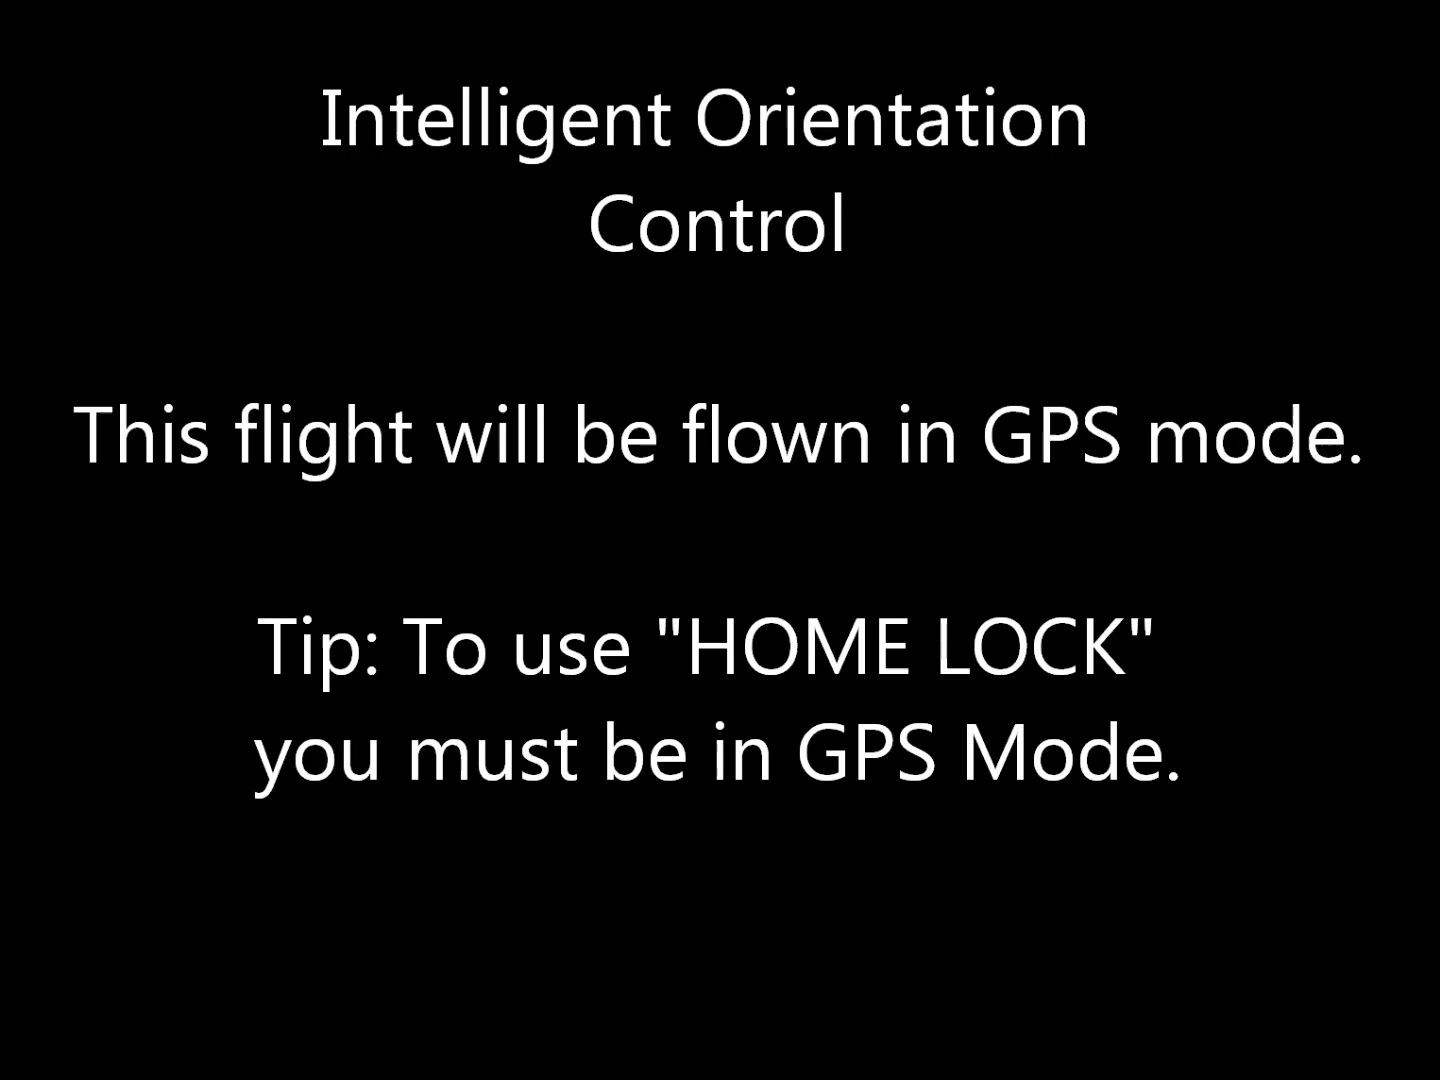 Intelligent Orientation
Control
This flight will be flown in GPS mode.
Tip: To use "HOME LOCK"
you must be in GPS Mode.